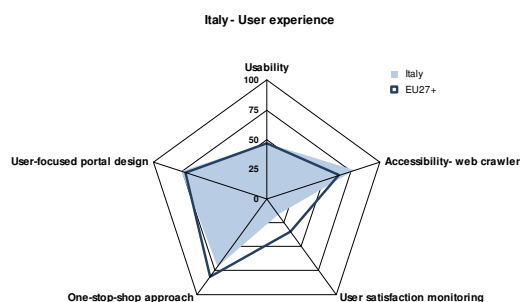 Italy - User experience
Usability
100
75
50
25
0
Italy
EU27+
User-focused portal design
Accessibility- web crawler
One-stop-shop approach
User satisfaction monitoring